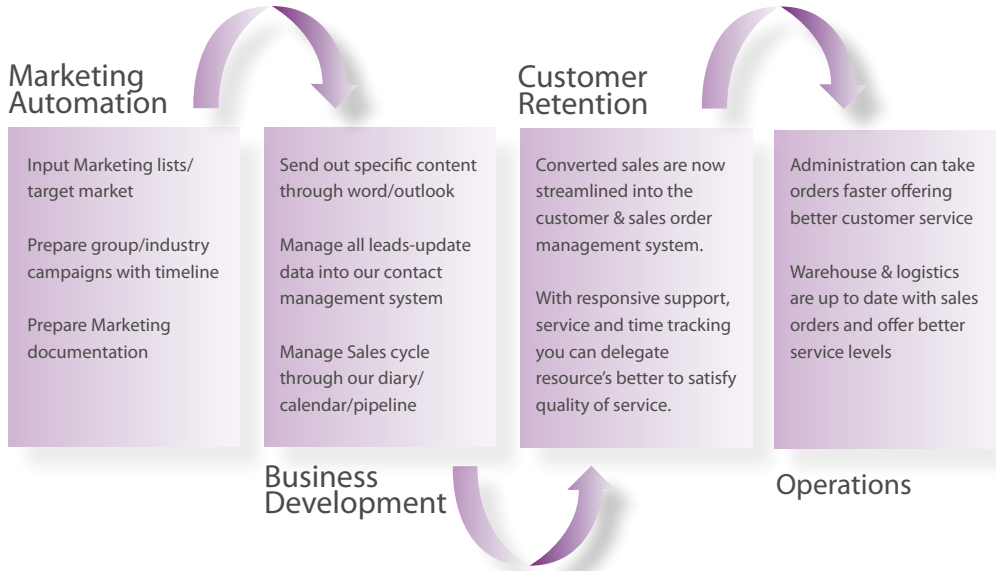 Marketing
Automation
Input Marketing lists/
target market
Prepare group/industry
campaigns with timeline
Prepare Marketing
documentation
Send out specific content
through word/outlook
Manage all leads-update
data into our contact
management system
Manage Sales cycle
through our diary/
calendar/pipeline
Business
Development
Customer
Retention
Converted sales are now
streamlined into the
customer & sales order
management system.
With responsive support,
service and time tracking
you can delegate
resource's better to satisfy
quality of service.
Administration can take
orders faster offering
better customer service
Warehouse & logistics
are up to date with sales
orders and offer better
service levels
Operations